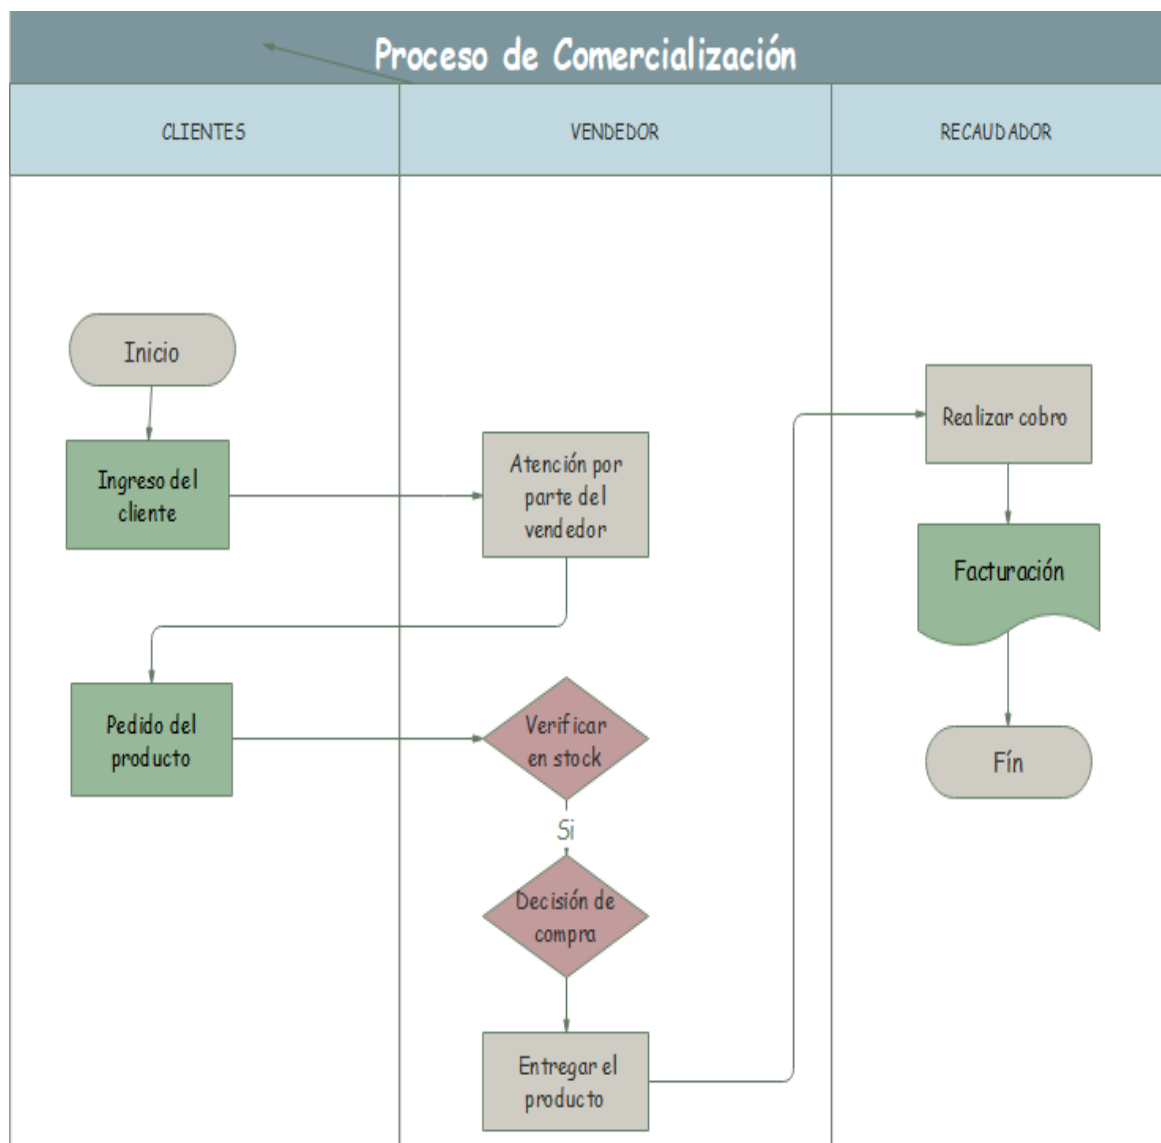 Proceso de Comercialización
CLIENTES
VENDEDOR
RECAUDADOR
Inicio
Ingreso del
cliente
Atención por
parte del
vendedor
Pedido del
producto
Verificar
en stock
Si
Decisión de
compra
Entregar el
producto
Realizar cobro
Facturación
Fín